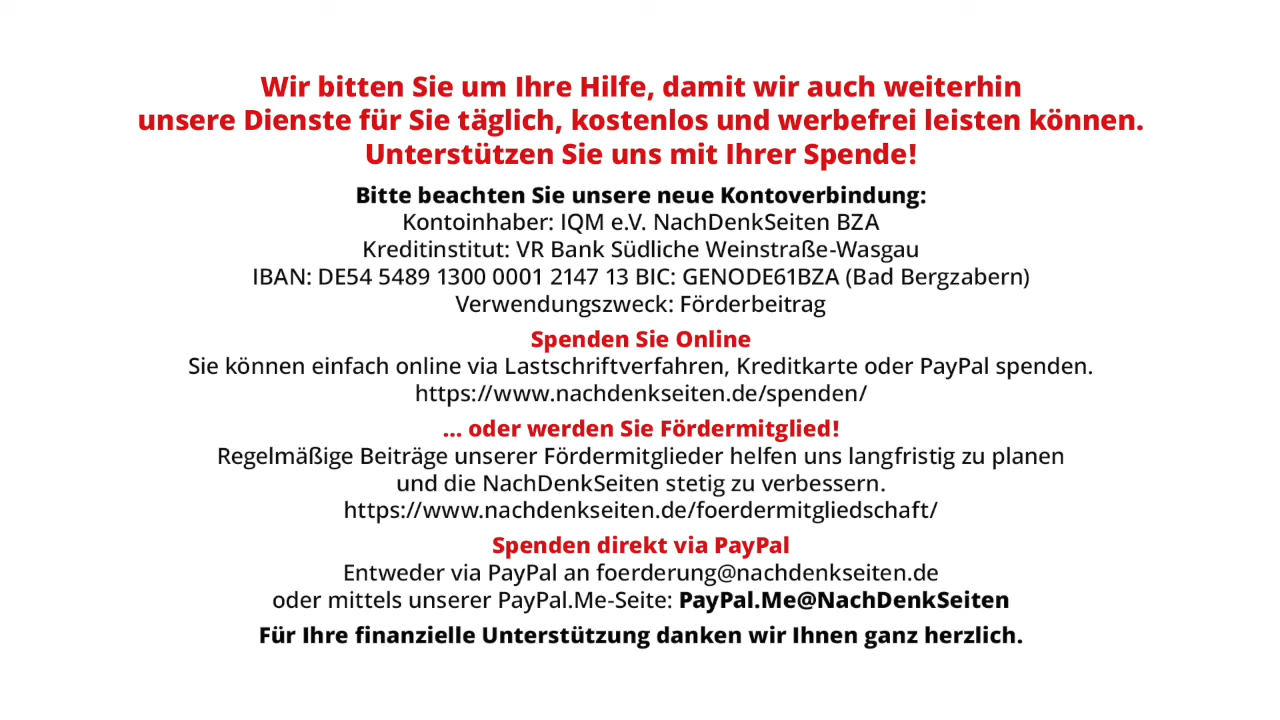 Wir bitten Sie um Ihre Hilfe, damit wir auch weiterhin
unsere Dienste für Sie täglich, kostenlos und werbefrei leisten können.
Unterstützen Sie uns mit Ihrer Spende!
Bitte beachten Sie unsere neue Kontoverbindung:
Kontoinhaber: IQM e.V. NachDenkSeiten BZA
Kreditinstitut: VR Bank Südliche Weinstraße-Wasgau
IBAN: DE54 5489 1300 0001 2147 13 BIC: GENODE61BZA (Bad Bergzabern)
Verwendungszweck: Förderbeitrag
Spenden Sie Online
Sie können einfach online via Lastschriftverfahren, Kreditkarte oder PayPal spenden.
https://www.nachdenkseiten.de/spenden/
... oder werden Sie Fördermitglied!
Regelmäßige Beiträge unserer Fördermitglieder helfen uns langfristig zu planen
und die NachDenkSeiten stetig zu verbessern.
https://www.nachdenkseiten.de/foerdermitgliedschaft/
Spenden direkt via PayPal
Entweder via PayPal an foerderung@nachdenkseiten.de
oder mittels unserer PayPal.Me-Seite: PayPal.Me@NachDenkSeiten
Für Ihre finanzielle Unterstützung danken wir Ihnen ganz herzlich.